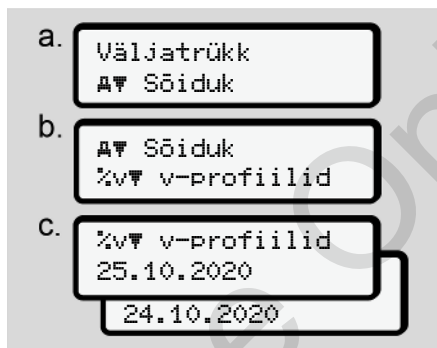 a.
Väljatrükk
Sõiduk
b.
Sõiduk
%v▼ v-profiilid
c.
%v▼ v-profiilid
25.10.2020
24.10.2020